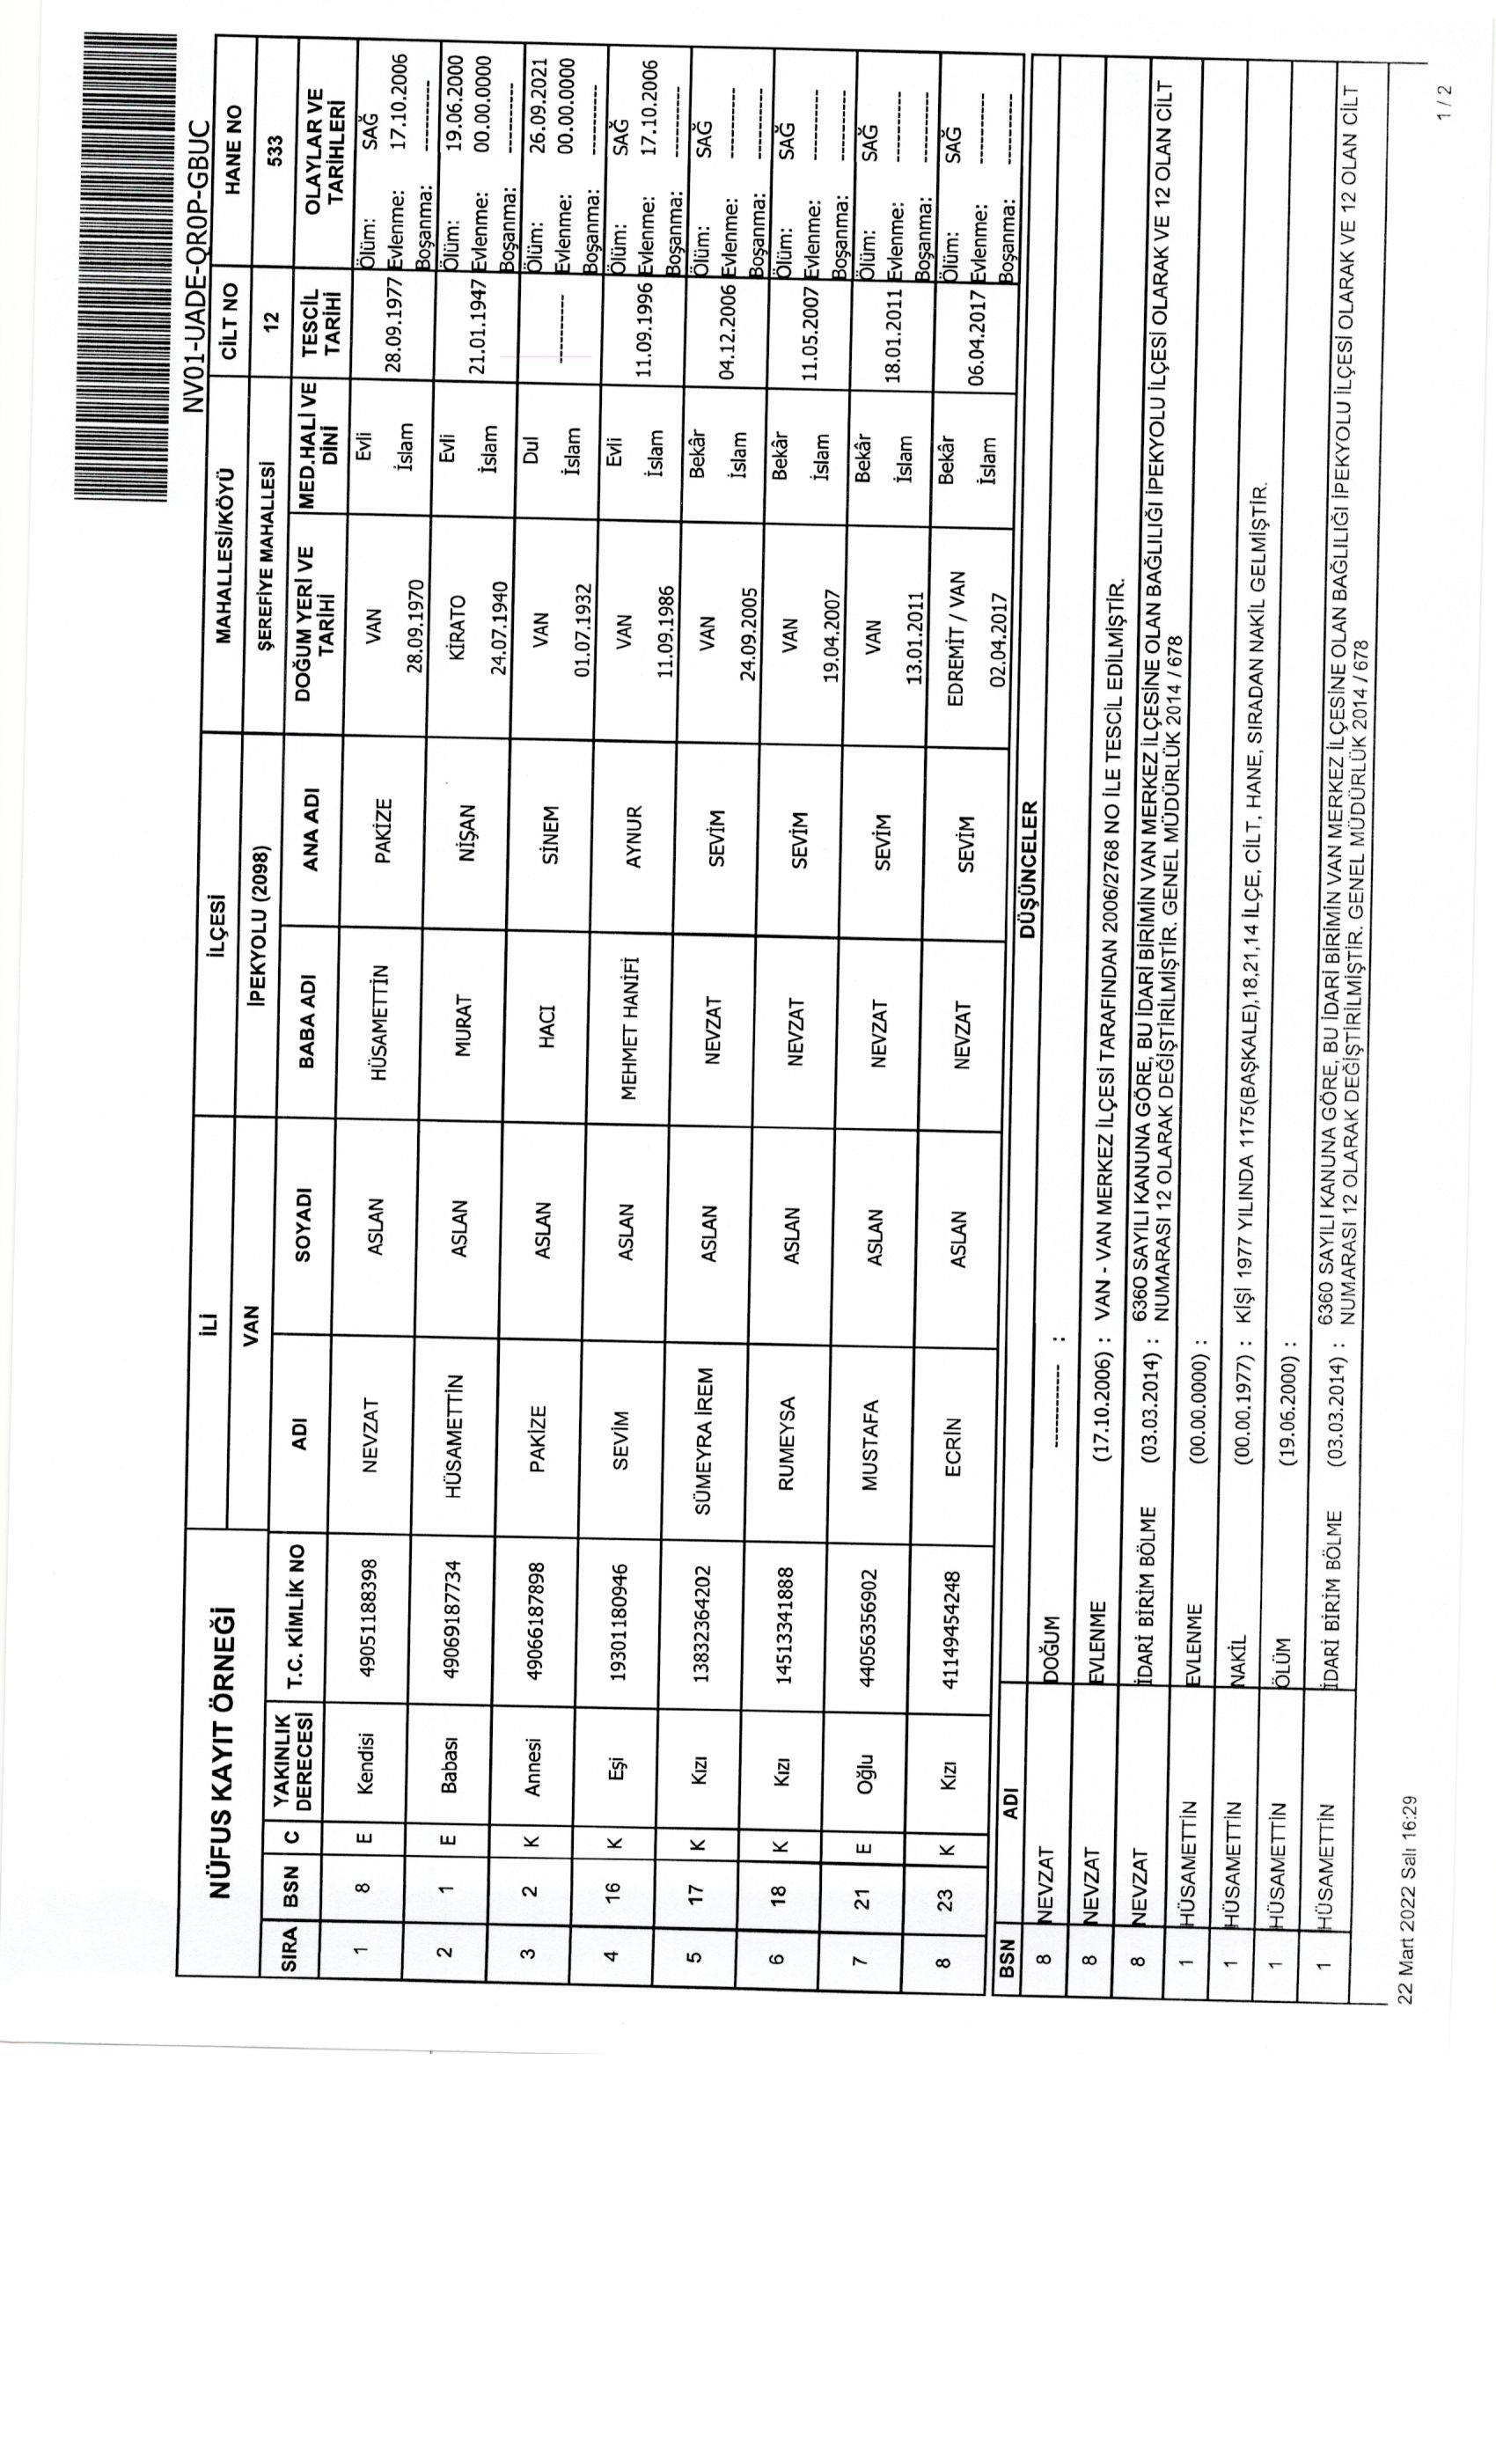 NV01-UADE-QR0P-GBUC
NÜFUS KAYIT ÖRNEĞİ
İLİ İLÇESİ MAHALLESİ/KÖYÜ CİLT NO HANE NO
VAN İPEKYOLU (2098) ŞEREFİYE MAHALLESİ 12 533
SIRA BSN C YAKINLIK DERECESİ T.C. KİMLİK NO ADI SOYADI BABA ADI ANA ADI DOĞUM YERİ VE TARİHİ MED.HALİ VE DİNİ TESCİL TARİHİ OLAYLAR VE TARİHLERİ
1 8 E Kendisi 49051188398 NEVZAT ASLAN HÜSAMETTİN PAKİZE VAN 28.09.1970 Evli İslam 28.09.1977 Ölüm: SAĞ Evlenme: 17.10.2006 Boşanma: ----------
2 1 E Babası 49069187734 HÜSAMETTİN ASLAN MURAT NİŞAN KİRATO 24.07.1940 Evli İslam 21.01.1947 Ölüm: 19.06.2000 Evlenme: 00.00.0000 Boşanma: ----------
3 2 K Annesi 49066187898 PAKİZE ASLAN HACI SİNEM VAN 01.07.1932 Dul İslam ---------- Ölüm: 26.09.2021 Evlenme: 00.00.0000 Boşanma: ----------
4 16 K Eşi 19301180946 SEVİM ASLAN MEHMET HANİFİ AYNUR VAN 11.09.1986 Evli İslam 11.09.1996 Ölüm: SAĞ Evlenme: 17.10.2006 Boşanma: ----------
5 17 K Kızı 13832364202 SÜMEYRA İREM ASLAN NEVZAT SEVİM VAN 24.09.2005 Bekâr İslam 04.12.2006 Ölüm: SAĞ Evlenme: ---------- Boşanma: ----------
6 18 K Kızı 14513341888 RUMEYSA ASLAN NEVZAT SEVİM VAN 19.04.2007 Bekâr İslam 11.05.2007 Ölüm: SAĞ Evlenme: ---------- Boşanma: ----------
7 21 E Oğlu 44056356902 MUSTAFA ASLAN NEVZAT SEVİM VAN 13.01.2011 Bekâr İslam 18.01.2011 Ölüm: SAĞ Evlenme: ---------- Boşanma: ----------
8 23 K Kızı 41149454248 ECRİN ASLAN NEVZAT SEVİM EDREMİT / VAN 02.04.2017 Bekâr İslam 06.04.2017 Ölüm: SAĞ Evlenme: ---------- Boşanma: ----------
BSN ADI DÜŞÜNCELER
8 NEVZAT DOĞUM ---------- :
8 NEVZAT EVLENME (17.10.2006) : VAN - VAN MERKEZ İLÇESİ TARAFINDAN 2006/2768 NO İLE TESCİL EDİLMİŞTİR.
8 NEVZAT İDARİ BİRİM BÖLME (03.03.2014) : 6360 SAYILI KANUNA GÖRE, BU İDARİ BİRİMİN VAN MERKEZ İLÇESİNE OLAN BAĞLILIĞI İPEKYOLU İLÇESİ OLARAK VE 12 OLAN CİLT
NUMARASI 12 OLARAK DEĞİŞTİRİLMİŞTİR. GENEL MÜDÜRLÜK 2014 / 678
1 HÜSAMETTİN EVLENME (00.00.0000) :
1 HÜSAMETTİN NAKİL (00.00.1977) : KİŞİ 1977 YILINDA 1175(BAŞKALE),18,21,14 İLÇE, CİLT, HANE, SIRADAN NAKİL GELMİŞTİR.
1 HÜSAMETTİN ÖLÜM (19.06.2000) :
1 HÜSAMETTİN İDARİ BİRİM BÖLME (03.03.2014) : 6360 SAYILI KANUNA GÖRE, BU İDARİ BİRİMİN VAN MERKEZ İLÇESİNE OLAN BAĞLILIĞI İPEKYOLU İLÇESİ OLARAK VE 12 OLAN CİLT
NUMARASI 12 OLARAK DEĞİŞTİRİLMİŞTİR. GENEL MÜDÜRLÜK 2014 / 678
22 Mart 2022 Salı 16:29
1 / 2